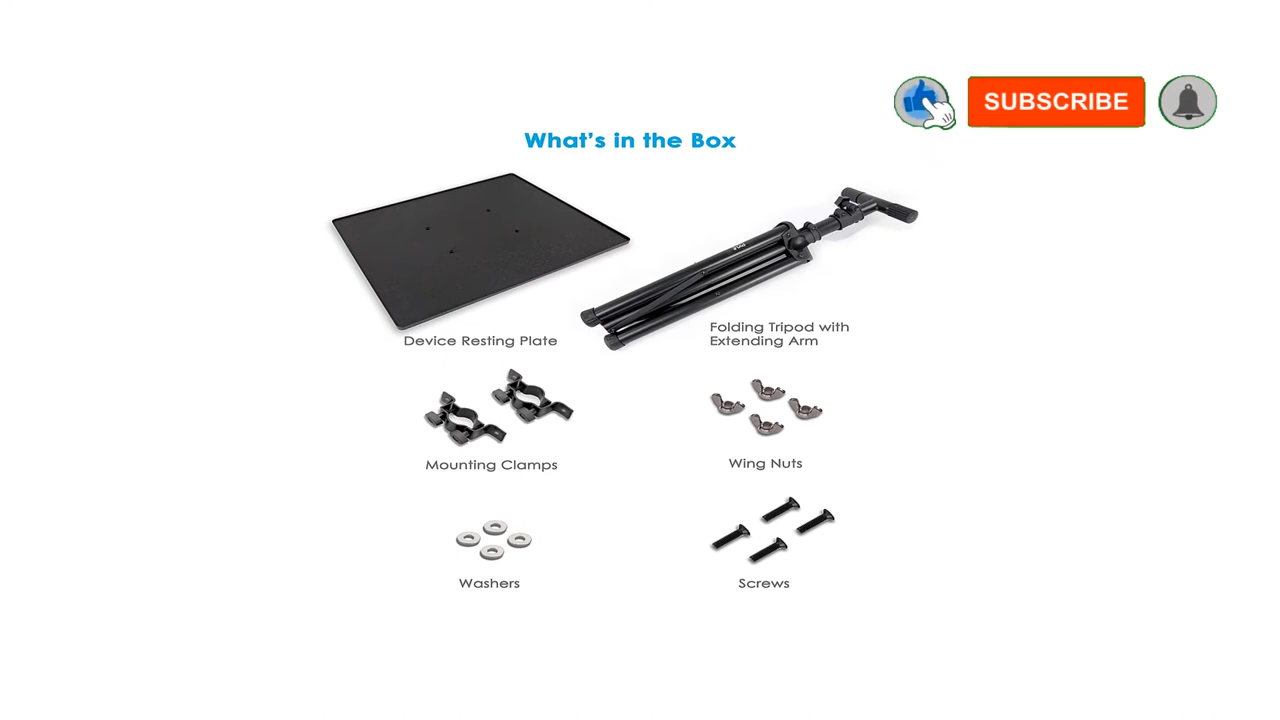 SUBSCRIBE
What's in the Box
Device Resting Plate
Folding Tripod with
Extending Arm
Mounting Clamps
Wing Nuts
Washers
Screws